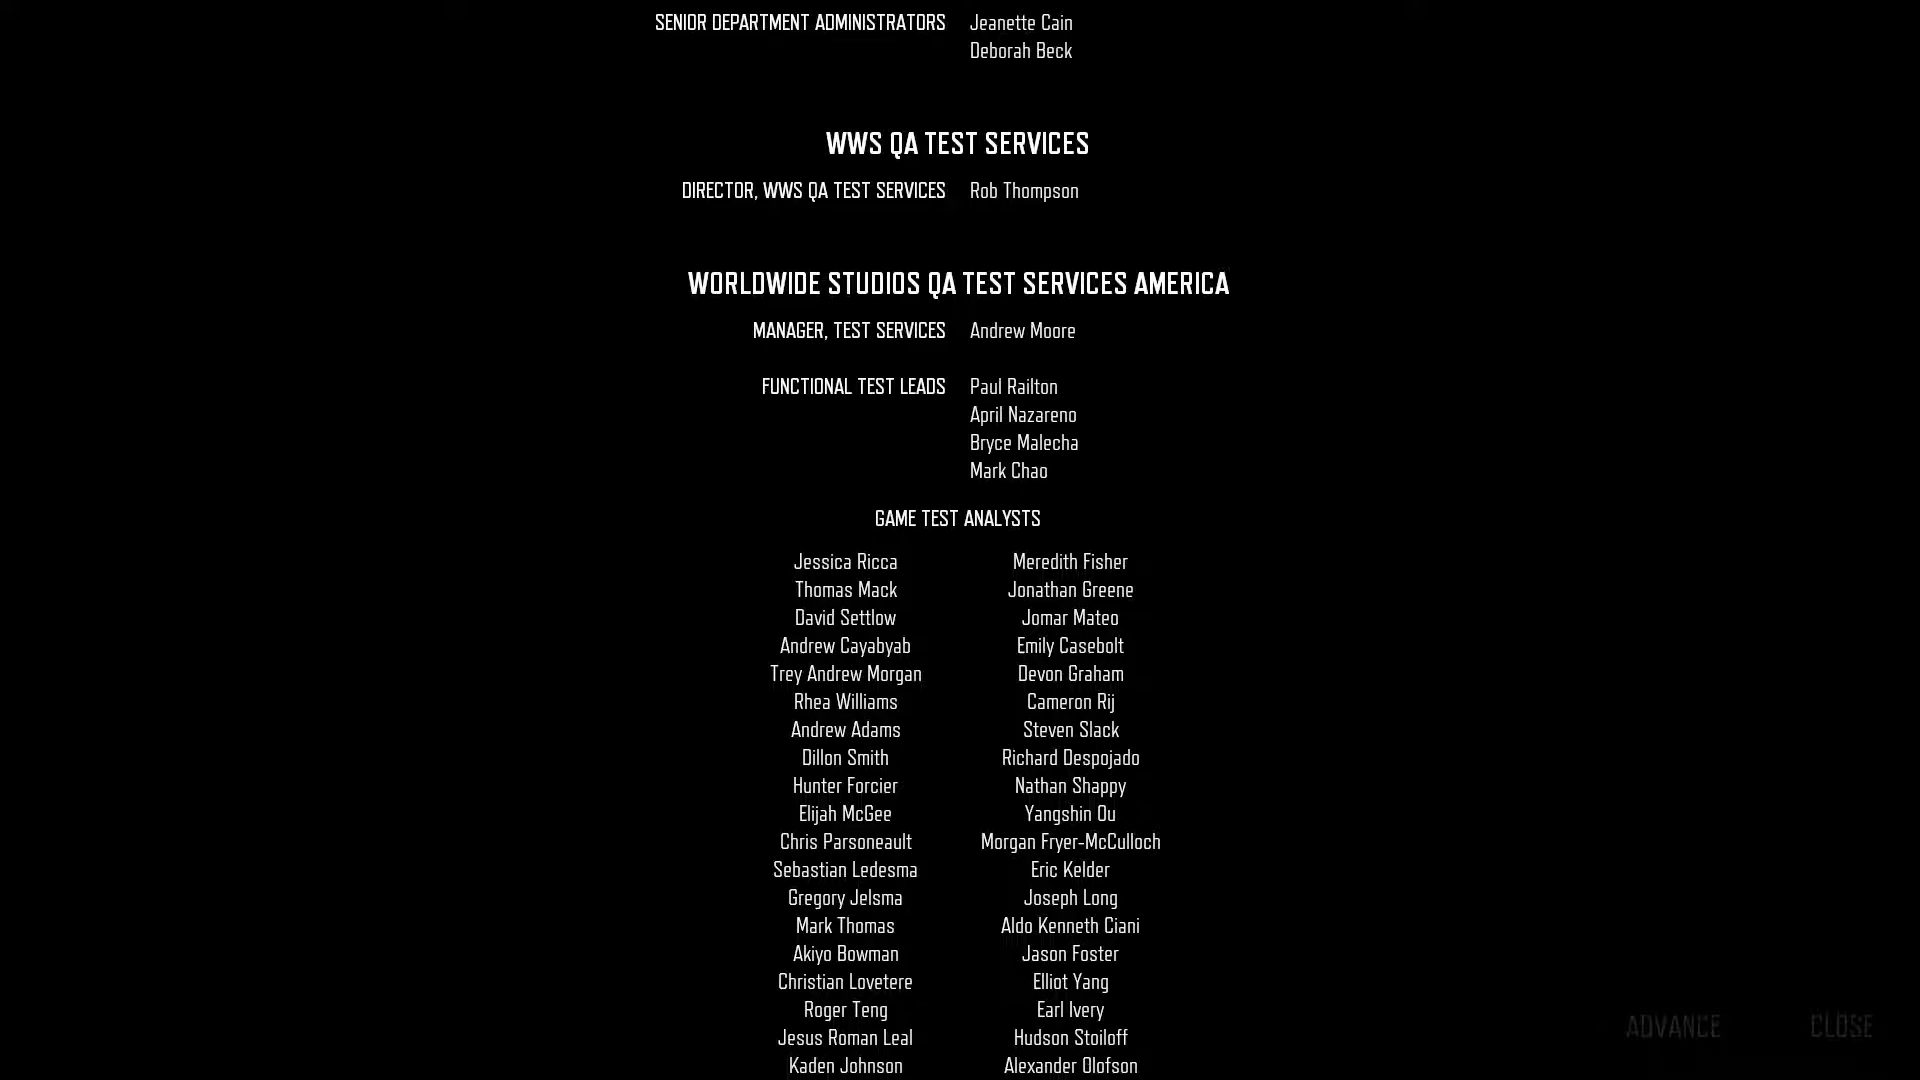 SENIOR DEPARTMENT ADMINISTRATORS Jeanette Cain
Deborah Beck
WWS QA TEST SERVICES
DIRECTOR, WWS QA TEST SERVICES Rob Thompson
WORLDWIDE STUDIOS QA TEST SERVICES AMERICA
MANAGER, TEST SERVICES Andrew Moore
FUNCTIONAL TEST LEADS Paul Railton
April Nazareno
Bryce Malecha
Mark Chao
GAME TEST ANALYSTS
Jessica Ricca Meredith Fisher
Thomas Mack Jonathan Greene
David Settlow Jomar Mateo
Andrew Cayabyab Emily Casebolt
Trey Andrew Morgan Devon Graham
Rhea Williams Cameron Rij
Andrew Adams Steven Slack
Dillon Smith Richard Despojado
Hunter Forcier Nathan Shappy
Elijah McGee Yangshin Ou
Chris Parsoneault Morgan Fryer-McCulloch
Sebastian Ledesma Eric Kelder
Gregory Jelsma Joseph Long
Mark Thomas Aldo Kenneth Ciani
Akiyo Bowman Jason Foster
Christian Lovetere Elliot Yang
Roger Teng Earl Ivery
Jesus Roman Leal Hudson Stoiloff
Kaden Johnson Alexander Olofson
ADVANCE CLOSE